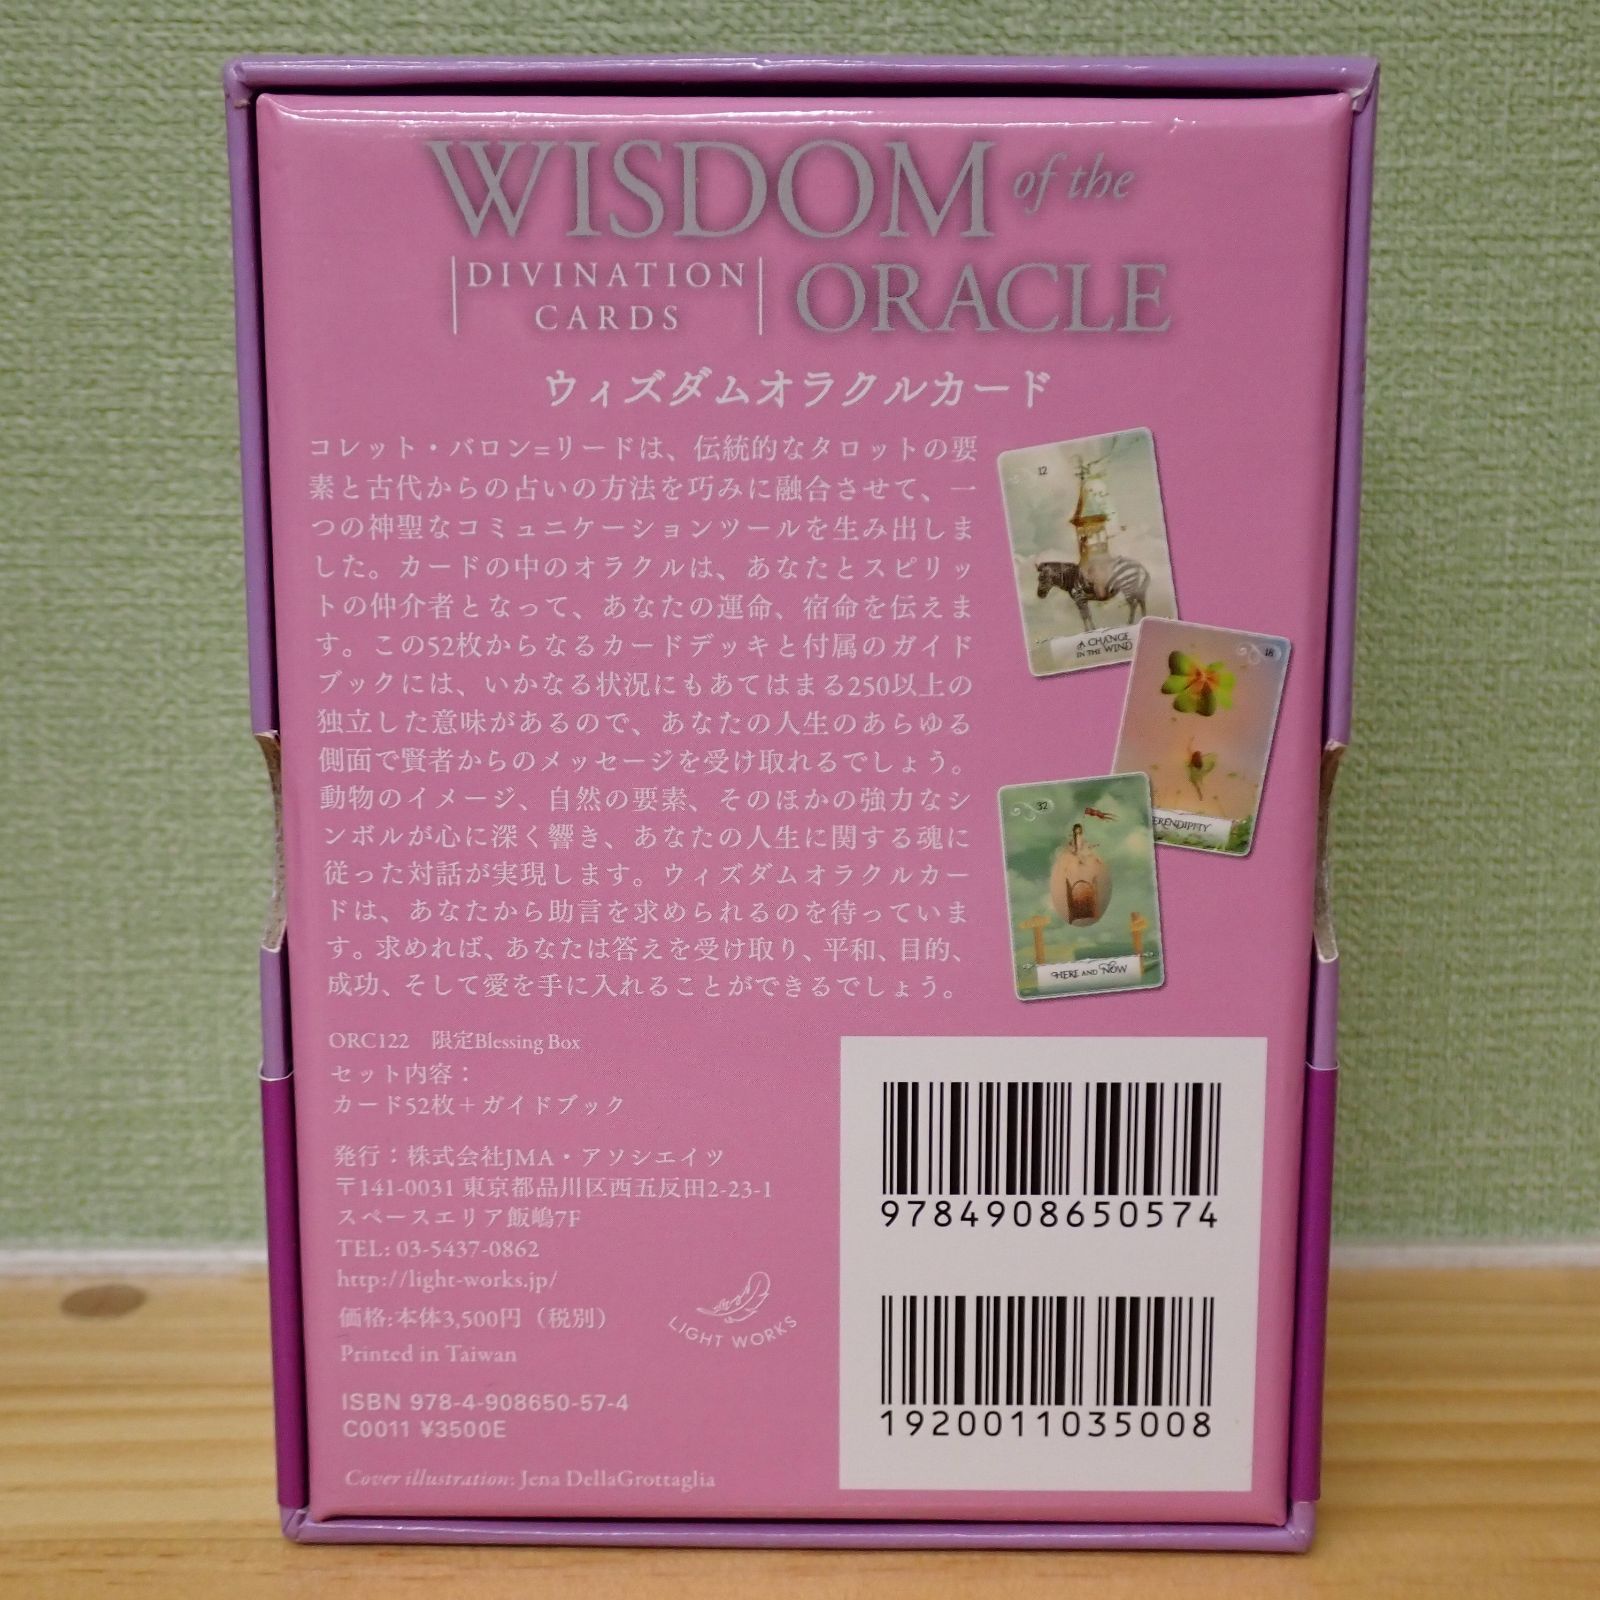 WISDOM of the
DIVINATION
CARDS
ORACLE
ウィズダムオラクルカード
コレット・バロン=リードは、伝統的なタロットの要
素と古代からの占いの方法を巧みに融合させて、一
つの神聖なコミュニケーションツールを生み出しま
した。カードの中のオラクルは、あなたとスピリッ
トの仲介者となって、あなたの運命、宿命を伝えま
す。この52枚からなるカードデッキと付属のガイド
ブックには、いかなる状況にもあてはまる250以上の
独立した意味があるので、あなたの人生のあらゆる
側面で賢者からのメッセージを受け取れるでしょう。
動物のイメージ、自然の要素、そのほかの強力なシ
ンボルが心に深く響き、あなたの人生に関する魂に
従った対話が実現します。ウィズダムオラクルカー
ドは、あなたから助言を求められるのを待っていま
す。求めれば、あなたは答えを受け取り、平和、目的、
成功、そして愛を手に入れることができるでしょう。
12
A CHANGE
IN THE WIND
18
SERENDIPITY
32
HERE AND NOW
ORC122 限定Blessing Box
セット内容：
カード52枚＋ガイドブック
発行：株式会社JMA・アソシエイツ
〒141-0031 東京都品川区西五反田2-23-1
スペースエリア飯嶋7F
TEL: 03-5437-0862
http://light-works.jp/
価格:本体3,500円（税別）
Printed in Taiwan
LIGHT WORKS
ISBN 978-4-908650-57-4
C0011 ¥3500E
Cover illustration: Jena DellaGrottaglia
9784908650574
1920011035008